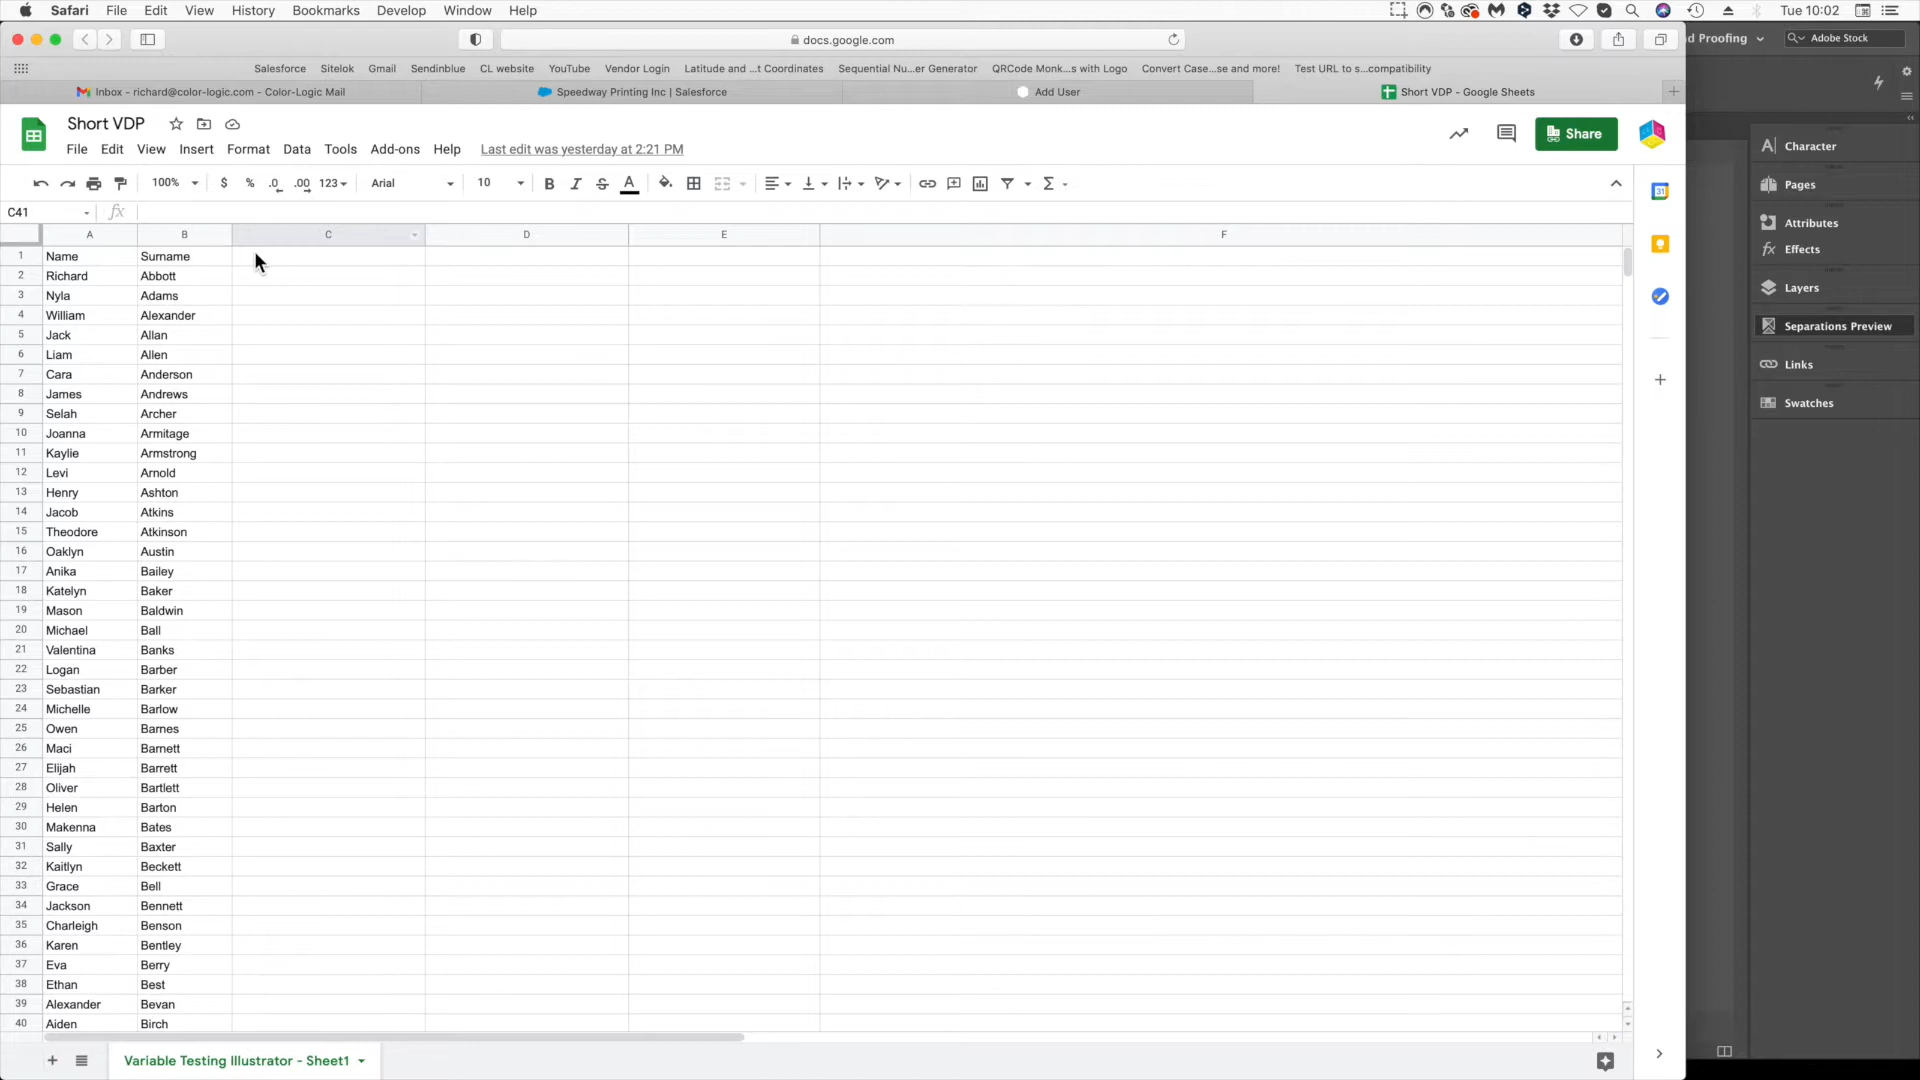 Safari File Edit View History Bookmarks Develop Window Help Tue 10:02
docs.google.com
nd Proofing Adobe Stock
Salesforce Sitelok Gmail Sendinblue CL website YouTube Vendor Login Latitude and ...t Coordinates Sequential Nu...er Generator QRCode Monk...s with Logo Convert Case...se and more! Test URL to s...compatibility
Inbox - richard@color-logic.com - Color-Logic Mail Speedway Printing Inc | Salesforce Add User Short VDP - Google Sheets
Short VDP
Share
File Edit View Insert Format Data Tools Add-ons Help Last edit was yesterday at 2:21 PM
100% $ % .0 .00 123 Arial 10 B I S A
C41 fx
A B C D E F
1 Name Surname
2 Richard Abbott
3 Nyla Adams
4 William Alexander
5 Jack Allan
6 Liam Allen
7 Cara Anderson
8 James Andrews
9 Selah Archer
10 Joanna Armitage
11 Kaylie Armstrong
12 Levi Arnold
13 Henry Ashton
14 Jacob Atkins
15 Theodore Atkinson
16 Oaklyn Austin
17 Anika Bailey
18 Katelyn Baker
19 Mason Baldwin
20 Michael Ball
21 Valentina Banks
22 Logan Barber
23 Sebastian Barker
24 Michelle Barlow
25 Owen Barnes
26 Maci Barnett
27 Elijah Barrett
28 Oliver Bartlett
29 Helen Barton
30 Makenna Bates
31 Sally Baxter
32 Kaitlyn Beckett
33 Grace Bell
34 Jackson Bennett
35 Charleigh Benson
36 Karen Bentley
37 Eva Berry
38 Ethan Best
39 Alexander Bevan
40 Aiden Birch
Variable Testing Illustrator - Sheet1
31
Character
Pages
Attributes
fx Effects
Layers
Separations Preview
Links
Swatches